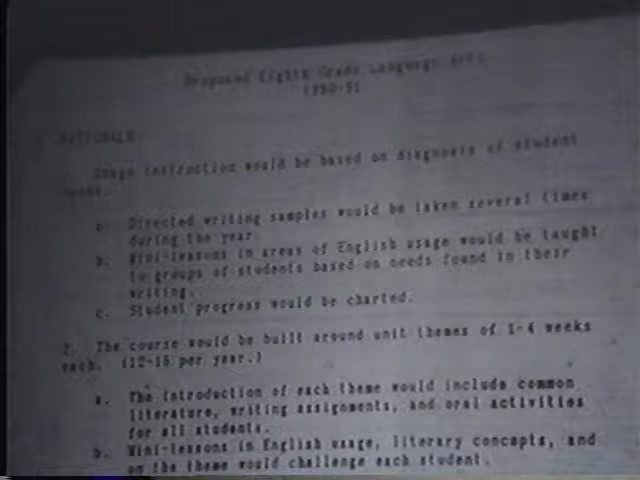 Proposed Eighth Grade Language Arts
1990-91
RATIONALE
Usage instruction would be based on diagnosis of student
needs.
a. Directed writing samples would be taken several times
during the year.
b. Mini-lessons in areas of English usage would be taught
to groups of students based on needs found in their
writing.
c. Student progress would be charted.
2. The course would be built around unit themes of 1-4 weeks
each. (12-15 per year.)
a. The introduction of each theme would include common
literature, writing assignments, and oral activities
for all students.
b. Mini-lessons in English usage, literary concepts, and
on the theme would challenge each student.